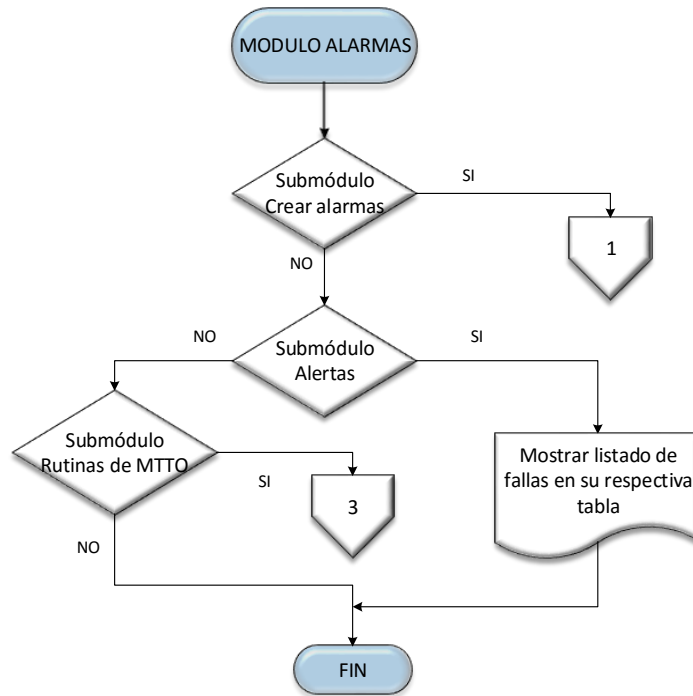 MODULO ALARMAS
Submódulo
Crear alarmas
SI
1
NO
Submódulo
Alertas
NO
SI
Submódulo
Rutinas de MTTO
SI
3
Mostrar listado de
fallas en su respectiva
tabla
NO
FIN